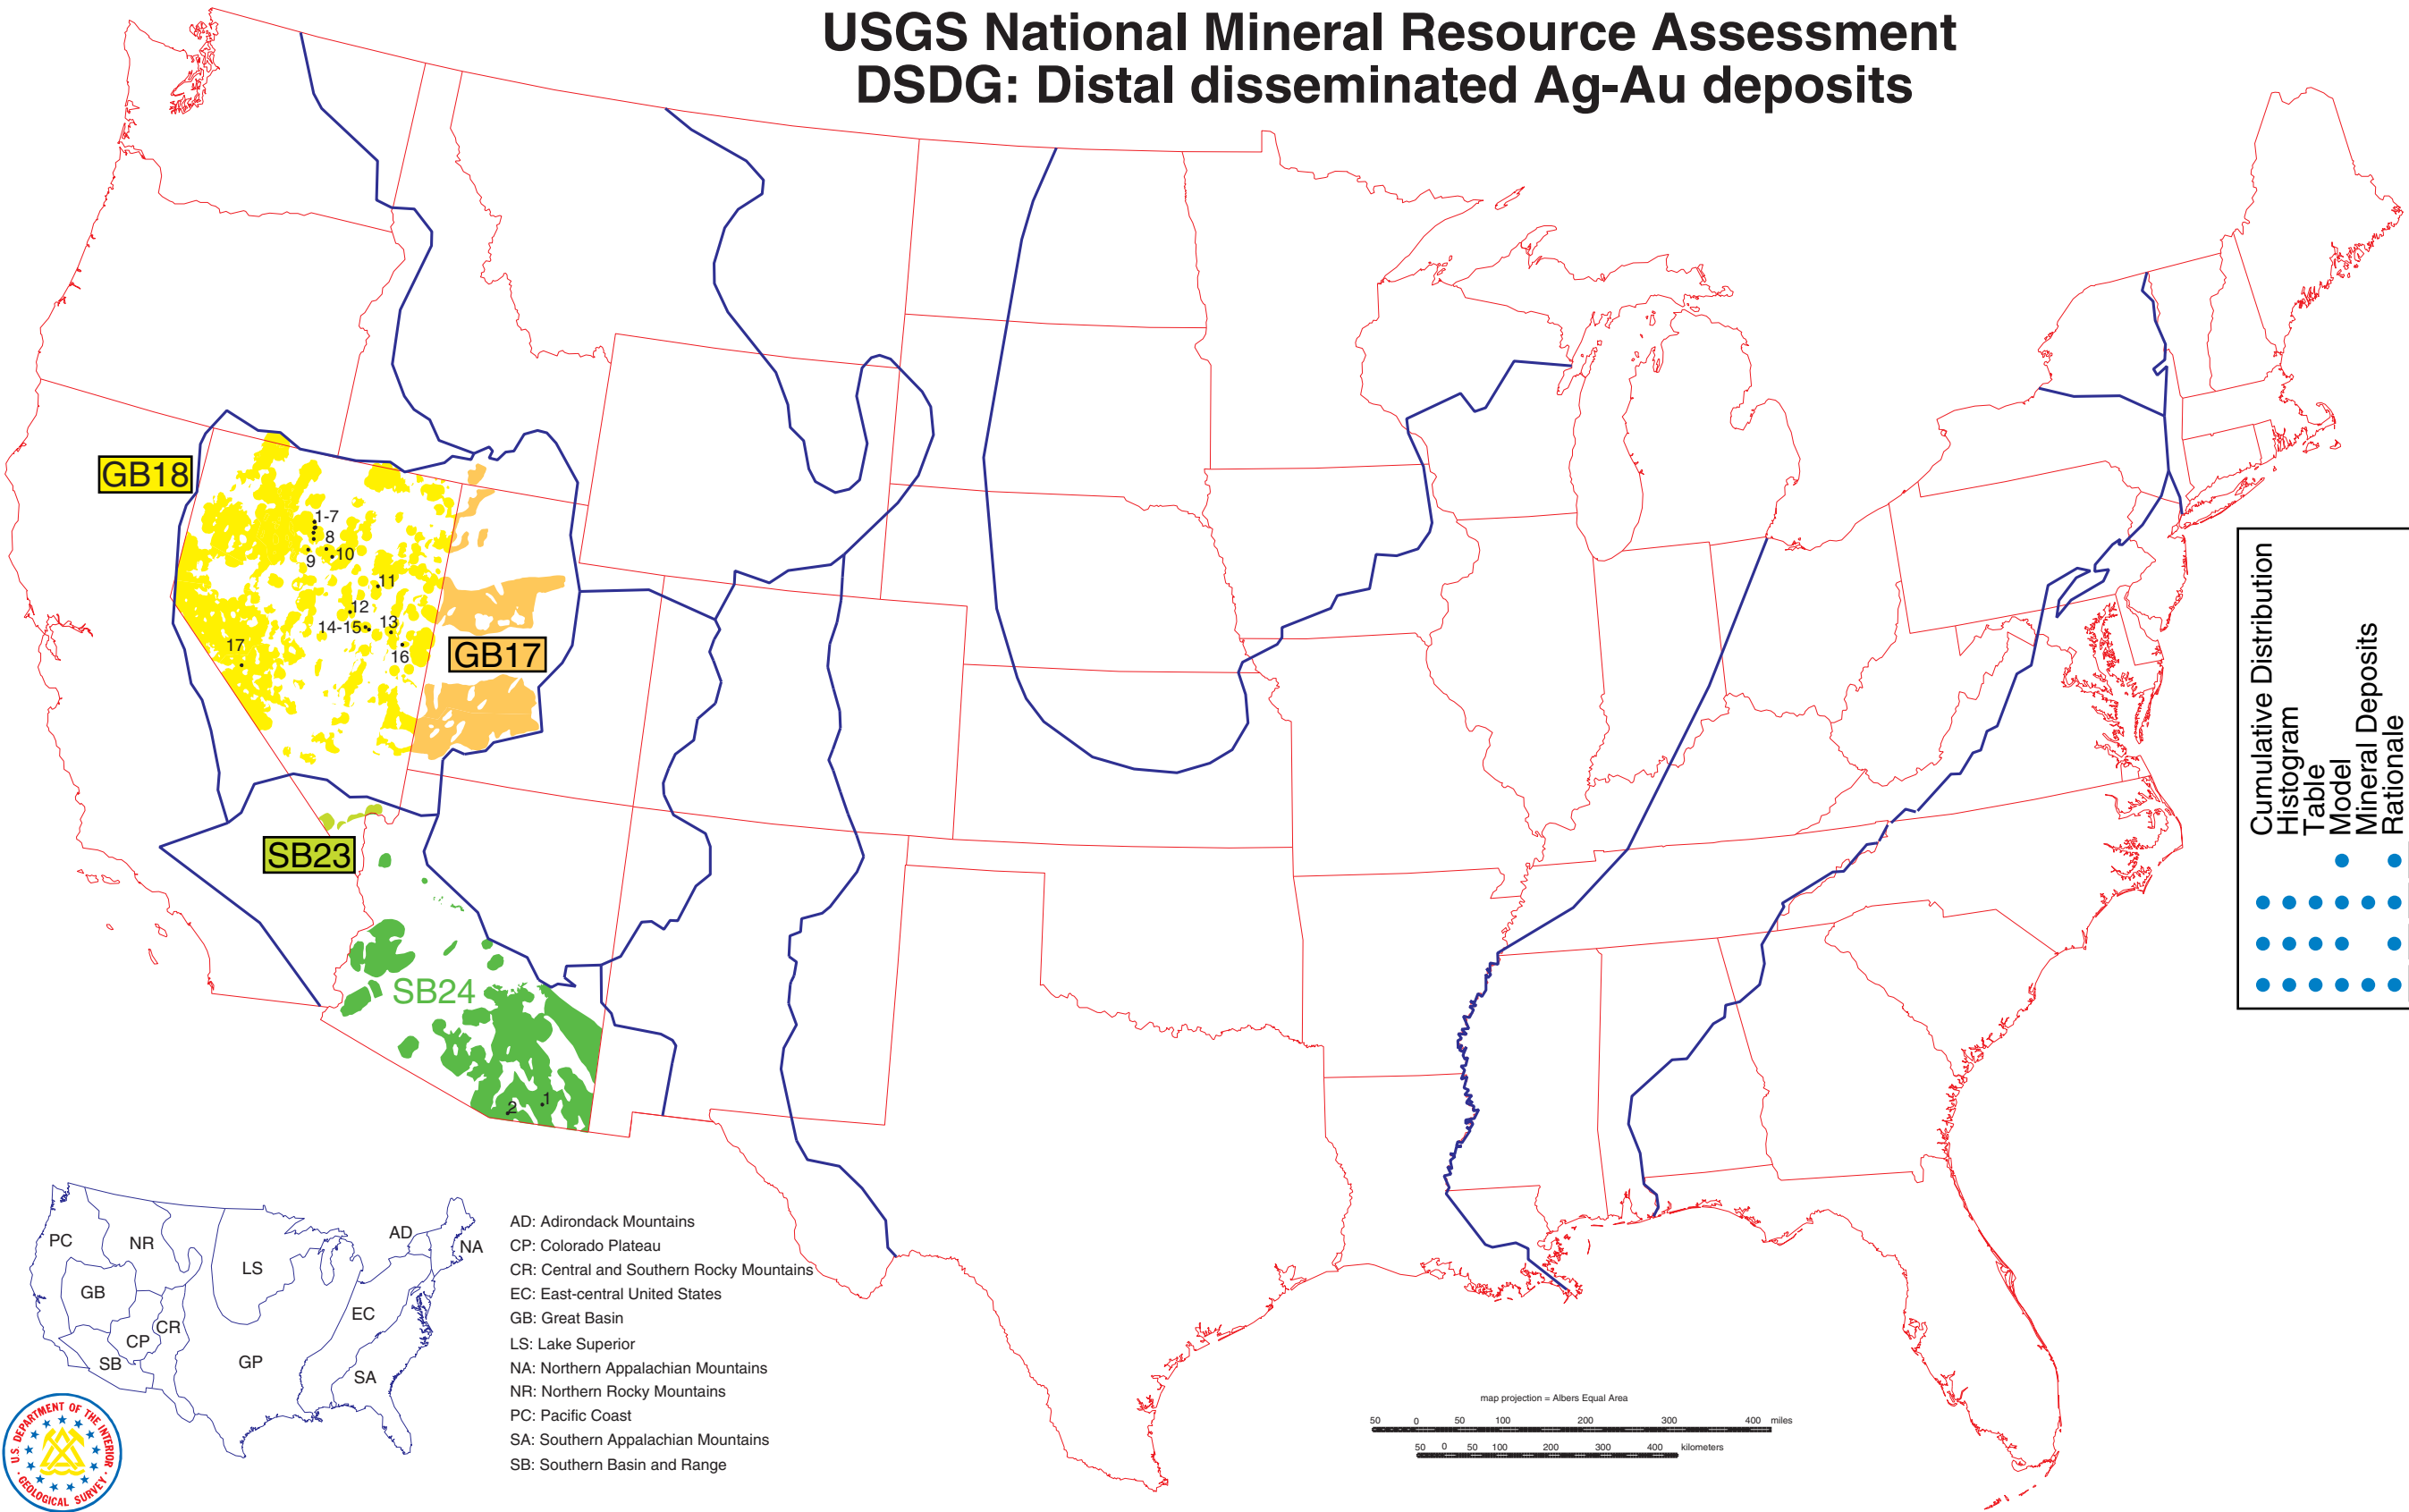 USGS National Mineral Resource Assessment
DSDG: Distal disseminated Ag-Au deposits
GB18
1-7
8
9
10
11
12
14-15
13
16
17
GB17
SB23
SB24
2
1
Cumulative Distribution
Histogram
Table
Model
Mineral Deposits
Rationale
PC
NR
LS
AD
NA
GB
CP
CR
EC
SB
GP
SA
AD: Adirondack Mountains
CP: Colorado Plateau
CR: Central and Southern Rocky Mountains
EC: East-central United States
GB: Great Basin
LS: Lake Superior
NA: Northern Appalachian Mountains
NR: Northern Rocky Mountains
PC: Pacific Coast
SA: Southern Appalachian Mountains
SB: Southern Basin and Range
map projection = Albers Equal Area
50 0 50 100 200 300 400 miles
50 0 50 100 200 300 400 kilometers
U.S. DEPARTMENT OF THE INTERIOR
GEOLOGICAL SURVEY